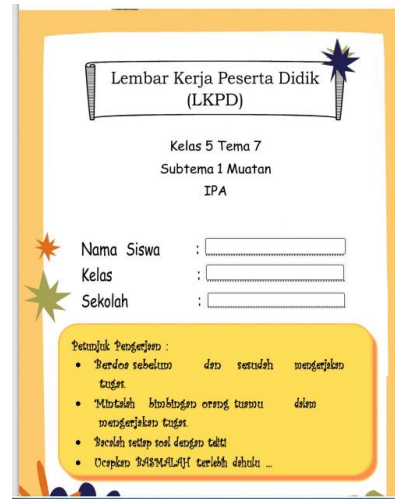 Lembar Kerja Peserta Didik
(LKPD)
Kelas 5 Tema 7
Subtema 1 Muatan
IPA
Nama Siswa :
Kelas :
Sekolah :
Petunjuk Pengerjaan :
• Berdoa sebelum dan sesudah mengerjakan
tugas.
• Mintalah bimbingan orang tuamu dalam
mengerjakan tugas.
• Bacalah setiap soal dengan teliti
• Ucapkan BASMALAH terlebih dahulu ...